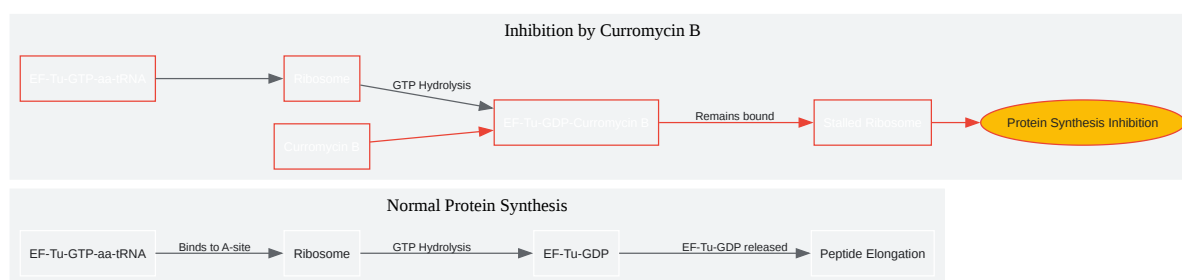 Inhibition by Curromycin B
EF-Tu-GTP-aa-tRNA
Ribosome
GTP Hydrolysis
Curromycin B
EF-Tu-GDP-Curromycin B
Remains bound
Stalled Ribosome
Protein Synthesis Inhibition
Normal Protein Synthesis
EF-Tu-GTP-aa-tRNA
Binds to A-site
Ribosome
GTP Hydrolysis
EF-Tu-GDP
EF-Tu-GDP released
Peptide Elongation